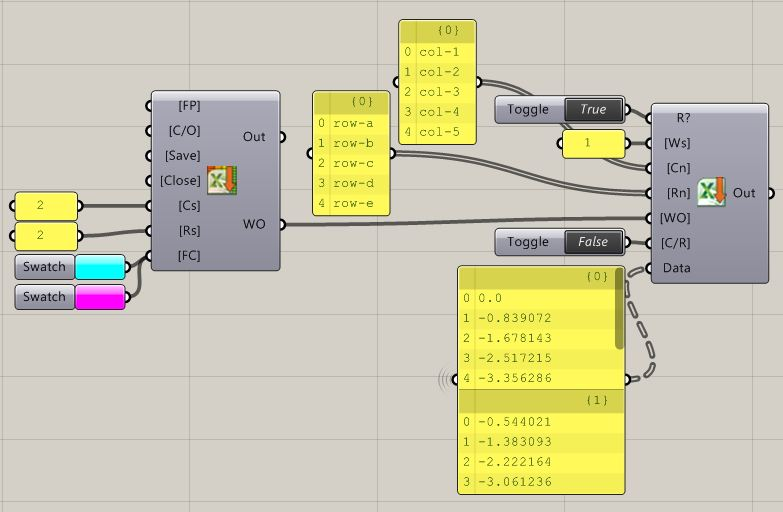 2
2
Swatch
Swatch
[FP]
[C/O]
[Save]
[Close]
[Cs]
[Rs]
[FC]
Out
WO
{0}
0 row-a
1 row-b
2 row-c
3 row-d
4 row-e
{0}
0 col-1
1 col-2
2 col-3
3 col-4
4 col-5
Toggle True
1
Toggle False
{0}
0 0.0
1 -0.839072
2 -1.678143
3 -2.517215
4 -3.356286
{1}
0 -0.544021
1 -1.383093
2 -2.222164
3 -3.061236
R?
[Ws]
[Cn]
[Rn]
[WO]
[C/R]
Data
Out